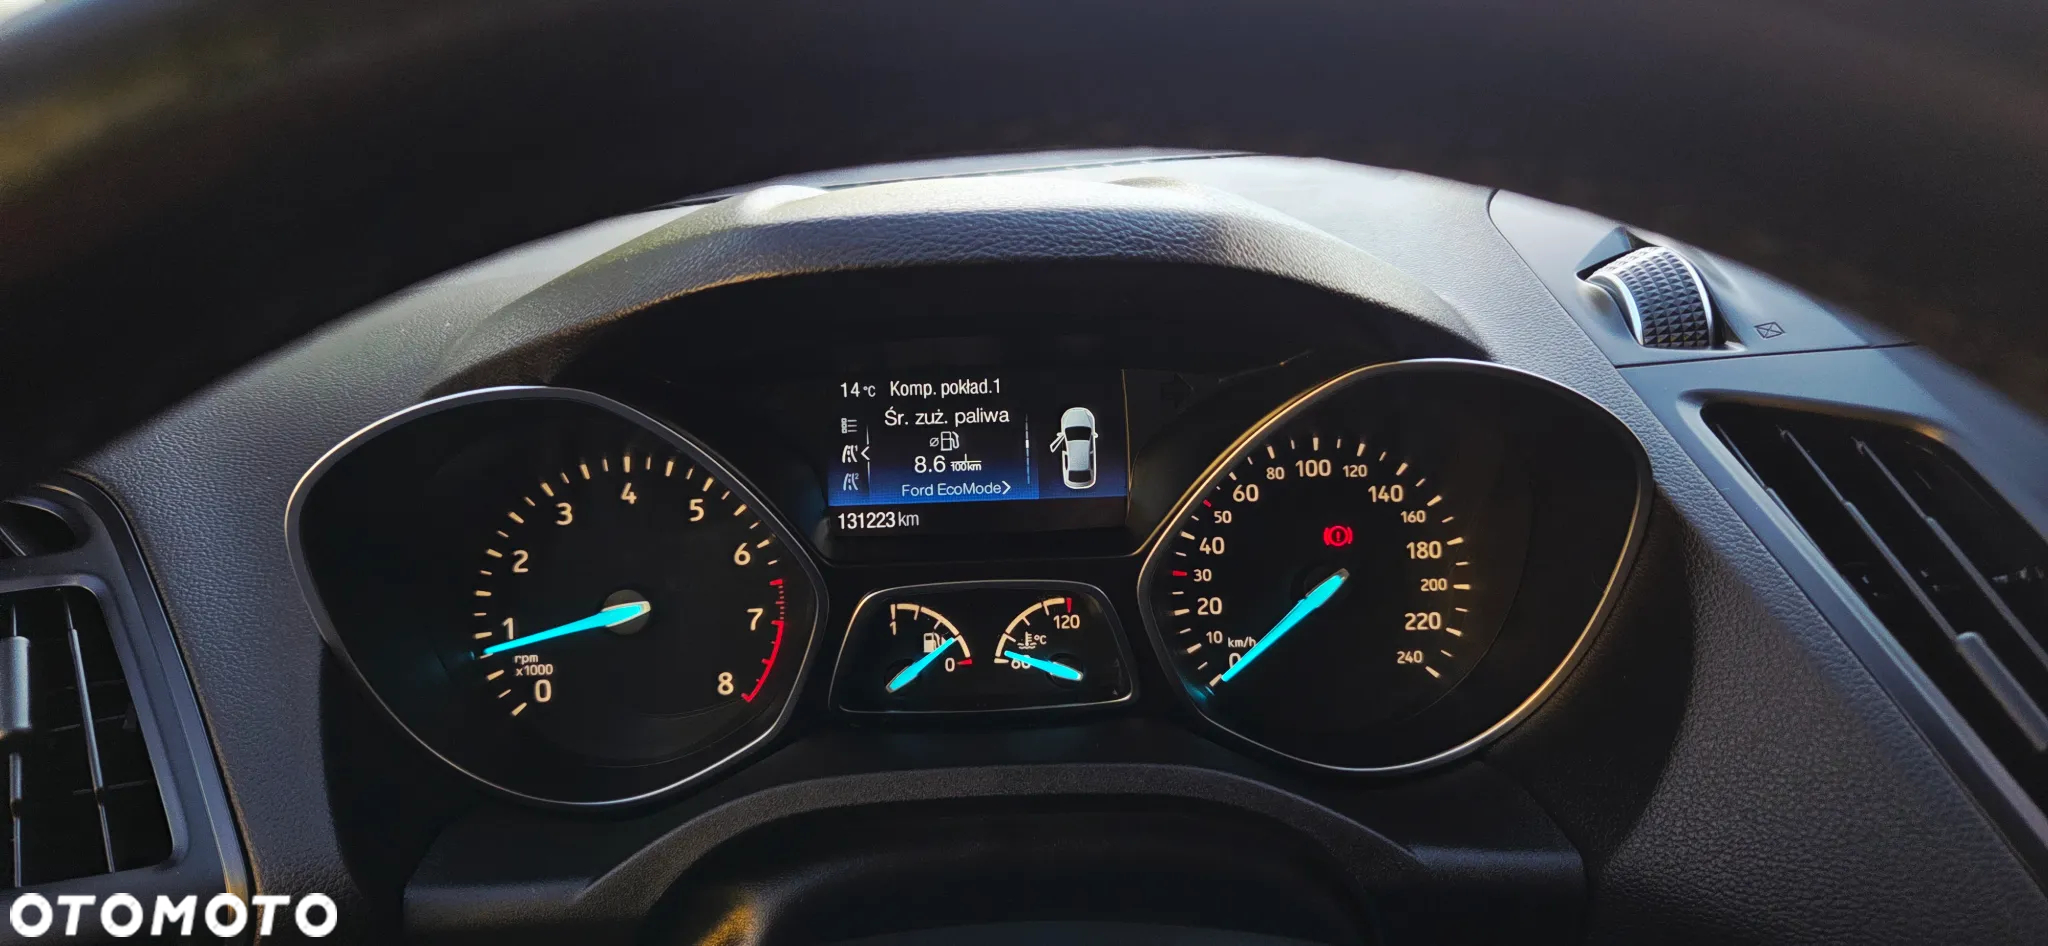 14 °C Komp. pokład.1
Śr. zuż. paliwa
8.6 l/100km
Ford EcoMode
131223 km
0
1
2
3
4
5
6
7
8
rpm
x1000
1
0
60
120
°C
0
10
20
30
40
50
60
80
100
120
140
160
180
200
220
240
km/h
OTOMOTO